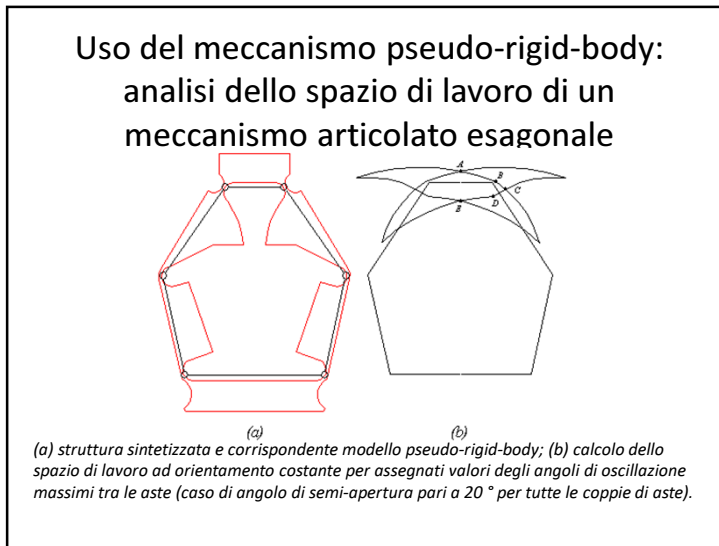 Uso del meccanismo pseudo-rigid-body:
analisi dello spazio di lavoro di un
meccanismo articolato esagonale
A
B
C
D
E
(a)
(b)
(a) struttura sintetizzata e corrispondente modello pseudo-rigid-body; (b) calcolo dello
spazio di lavoro ad orientamento costante per assegnati valori degli angoli di oscillazione
massimi tra le aste (caso di angolo di semi-apertura pari a 20 ° per tutte le coppie di aste).